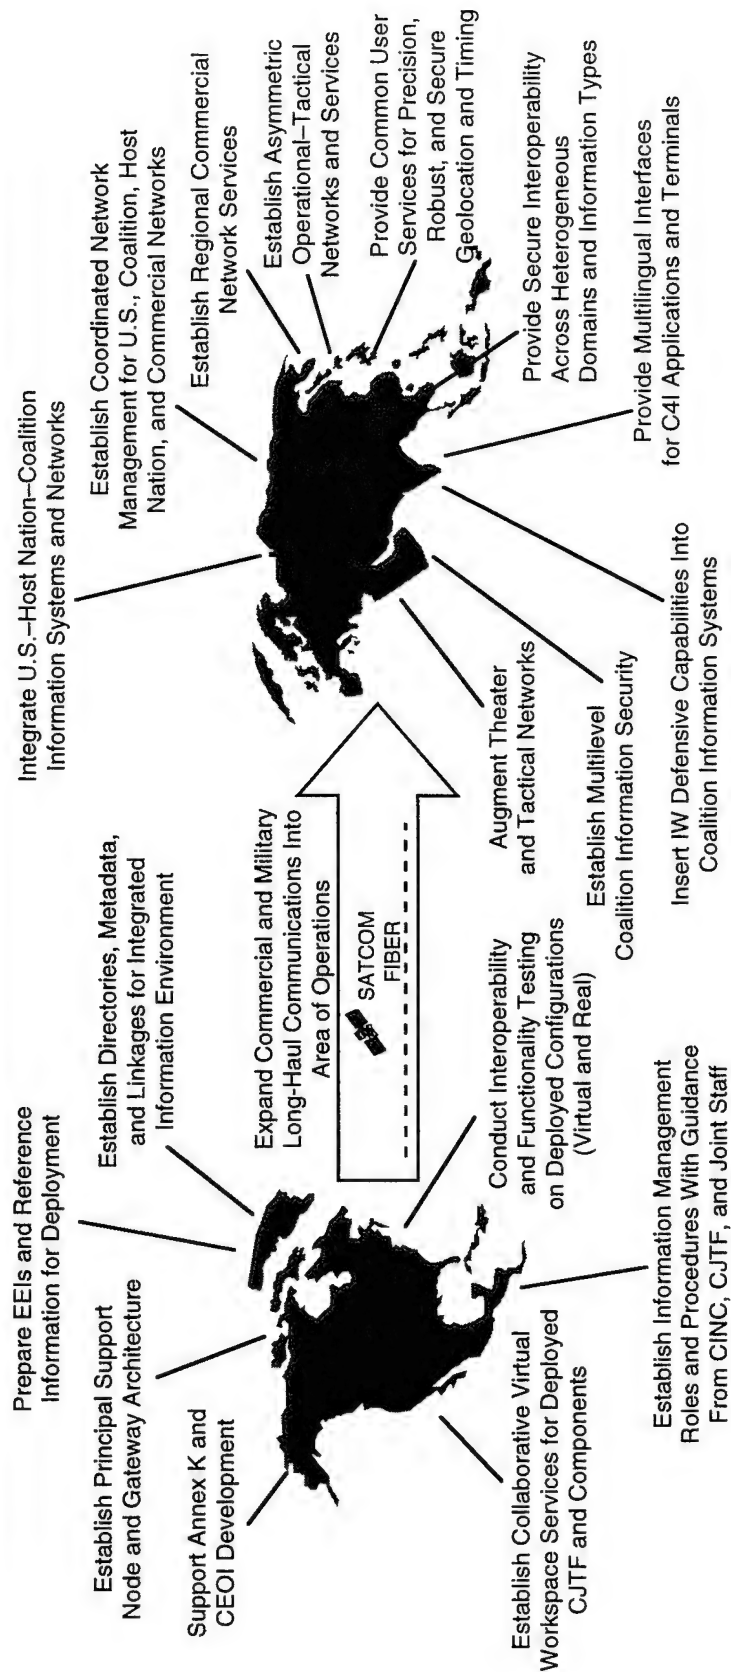 Prepare EEIs and Reference
Information for Deployment
Establish Principal Support
Node and Gateway Architecture
Support Annex K and
CEOI Development
Establish Directories, Metadata,
and Linkages for Integrated
Information Environment
Establish Collaborative Virtual
Workspace Services for Deployed
CJTF and Components
Establish Information Management
Roles and Procedures With Guidance
From CINC, CJTF, and Joint Staff
Conduct Interoperability
and Functionality Testing
on Deployed Configurations
(Virtual and Real)
Expand Commercial and Military
Long-Haul Communications Into
Area of Operations
SATCOM
FIBER
Integrate U.S.–Host Nation–Coalition
Information Systems and Networks
Establish Coordinated Network
Management for U.S., Coalition, Host
Nation, and Commercial Networks
Establish Regional Commercial
Network Services
Establish Asymmetric
Operational–Tactical
Networks and Services
Provide Common User
Services for Precision,
Robust, and Secure
Geolocation and Timing
Provide Secure Interoperability
Across Heterogeneous
Domains and Information Types
Provide Multilingual Interfaces
for C4I Applications and Terminals
Augment Theater
and Tactical Networks
Establish Multilevel
Coalition Information Security
Insert IW Defensive Capabilities Into
Coalition Information Systems